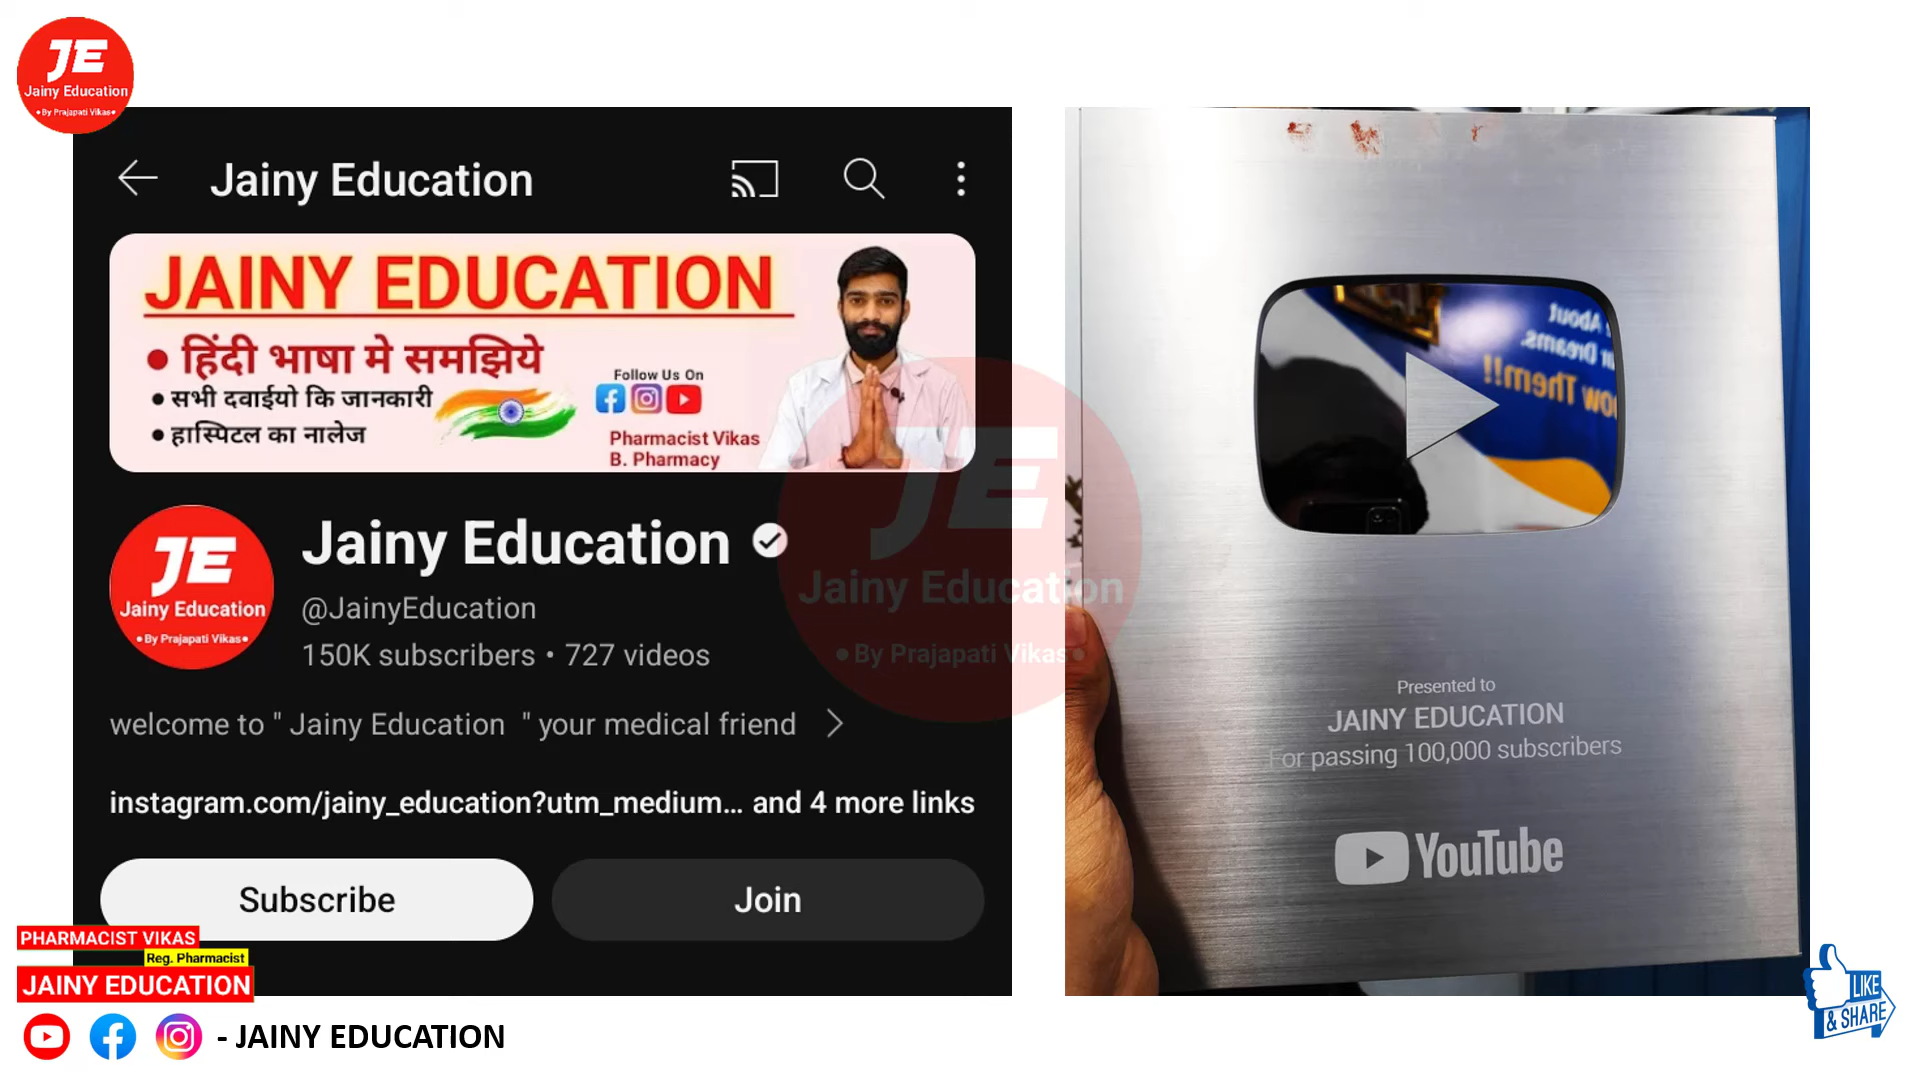 JE
Jainy Education
•By Prajapati Vikas•
Jainy Education
JAINY EDUCATION
• हिंदी भाषा मे समझिये
• सभी दवाईयो कि जानकारी
• हास्पिटल का नालेज
Follow Us On
Pharmacist Vikas
B. Pharmacy
JE
Jainy Education
•By Prajapati Vikas•
Jainy Education
@JainyEducation
150K subscribers • 727 videos
welcome to " Jainy Education " your medical friend
instagram.com/jainy_education?utm_medium... and 4 more links
Subscribe
Join
JE
Jainy Education
•By Prajapati Vikas•
About
Dreams.
Them!!
Presented to
JAINY EDUCATION
For passing 100,000 subscribers
YouTube
PHARMACIST VIKAS
Reg. Pharmacist
JAINY EDUCATION
- JAINY EDUCATION
LIKE
& SHARE